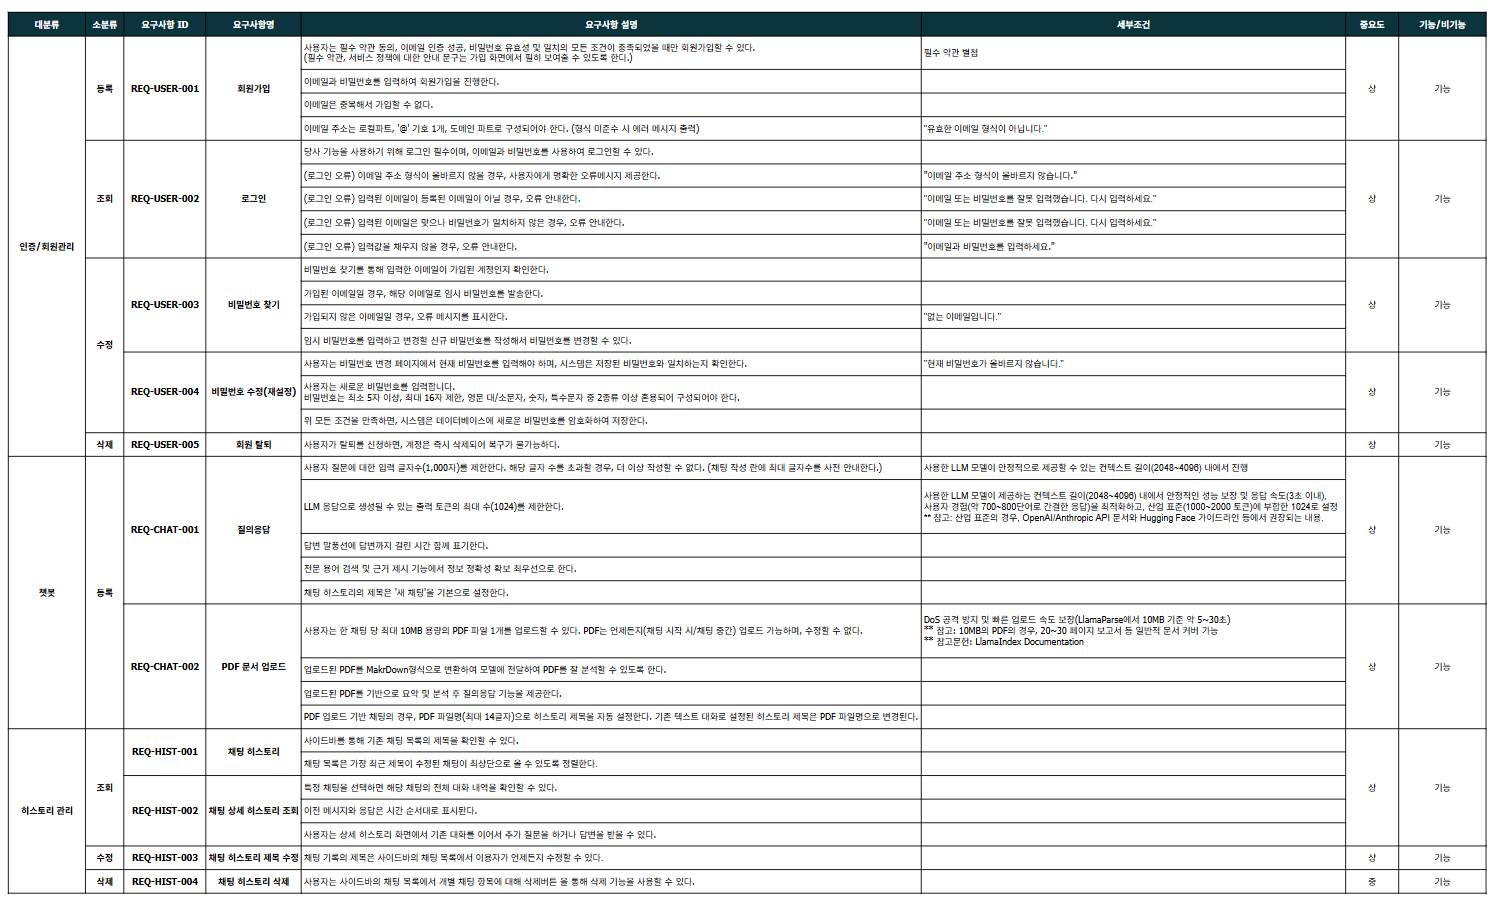 대분류 소분류 요구사항 ID 요구사항명 요구사항 설명 세부조건 중요도 기능/비기능
인증/회원관리
등록 REQ-USER-001 회원가입
사용자는 필수 약관 동의, 이메일 인증 성공, 비밀번호 유효성 및 일치의 모든 조건이 충족되었을 때만 회원가입할 수 있다.
(필수 약관, 서비스 정책에 대한 안내 문구는 가입 화면에서 필히 보여줄 수 있도록 한다.)
필수 약관 별첨
상 기능
이메일과 비밀번호를 입력하여 회원가입을 진행한다.
이메일은 중복해서 가입할 수 없다.
이메일 주소는 로컬파트, '@' 기호 1개, 도메인 파트로 구성되어야 한다. (형식 미준수 시 에러 메시지 출력) "유효한 이메일 형식이 아닙니다."
조회 REQ-USER-002 로그인
당사 기능을 사용하기 위해 로그인 필수이며, 이메일과 비밀번호를 사용하여 로그인할 수 있다.
상 기능
(로그인 오류) 이메일 주소 형식이 올바르지 않을 경우, 사용자에게 명확한 오류메시지 제공한다. "이메일 주소 형식이 올바르지 않습니다."
(로그인 오류) 입력된 이메일이 등록된 이메일이 아닐 경우, 오류 안내한다. "이메일 또는 비밀번호를 잘못 입력했습니다. 다시 입력하세요."
(로그인 오류) 입력된 이메일은 맞으나 비밀번호가 일치하지 않은 경우, 오류 안내한다. "이메일 또는 비밀번호를 잘못 입력했습니다. 다시 입력하세요."
(로그인 오류) 입력값을 채우지 않을 경우, 오류 안내한다. "이메일과 비밀번호를 입력하세요."
수정
REQ-USER-003 비밀번호 찾기
비밀번호 찾기를 통해 입력한 이메일이 가입된 계정인지 확인한다.
상 기능
가입된 이메일일 경우, 해당 이메일로 임시 비밀번호를 발송한다.
가입되지 않은 이메일일 경우, 오류 메시지를 표시한다. "없는 이메일입니다."
임시 비밀번호를 입력하고 변경할 신규 비밀번호를 작성해서 비밀번호를 변경할 수 있다.
REQ-USER-004 비밀번호 수정(재설정)
사용자는 비밀번호 변경 페이지에서 현재 비밀번호를 입력해야 하며, 시스템은 저장된 비밀번호와 일치하는지 확인한다. "현재 비밀번호가 올바르지 않습니다."
상 기능
사용자는 새로운 비밀번호를 입력합니다.
비밀번호는 최소 5자 이상, 최대 16자 제한, 영문 대/소문자, 숫자, 특수문자 중 2종류 이상 혼용되어 구성되어야 한다.
위 모든 조건을 만족하면, 시스템은 데이터베이스에 새로운 비밀번호를 암호화하여 저장한다.
삭제 REQ-USER-005 회원 탈퇴 사용자가 탈퇴를 신청하면, 계정은 즉시 삭제되어 복구가 불가능하다. 상 기능
챗봇
등록
REQ-CHAT-001 질의응답
사용자 질문에 대한 입력 글자수(1,000자)를 제한한다. 해당 글자 수를 초과할 경우, 더 이상 작성할 수 없다. (채팅 작성 란에 최대 글자수를 사전 안내한다.) 사용한 LLM 모델이 안정적으로 제공할 수 있는 컨텍스트 길이(2048~4096) 내에서 진행
상 기능
LLM 응답으로 생성될 수 있는 출력 토큰의 최대 수(1024)를 제한한다.
사용한 LLM 모델이 제공하는 컨텍스트 길이(2048~4096) 내에서 안정적인 성능 보장 및 응답 속도(3초 이내),
사용자 경험(약 700~800단어로 간결한 응답)을 최적화하고, 산업 표준(1000~2000 토큰)에 부합한 1024로 설정
** 참고: 산업 표준의 경우, OpenAI/Anthropic API 문서와 Hugging Face 가이드라인 등에서 권장되는 내용.
답변 말풍선에 답변까지 걸린 시간 함께 표기한다.
전문 용어 검색 및 근거 제시 기능에서 정보 정확성 확보 최우선으로 한다.
채팅 히스토리의 제목은 '새 채팅'을 기본으로 설정한다.
REQ-CHAT-002 PDF 문서 업로드
사용자는 한 채팅 당 최대 10MB 용량의 PDF 파일 1개를 업로드할 수 있다. PDF는 언제든지(채팅 시작 시/채팅 중간) 업로드 가능하며, 수정할 수 없다.
DoS 공격 방지 및 빠른 업로드 속도 보장(LlamaParse에서 10MB 기준 약 5~30초)
** 참고: 10MB의 PDF의 경우, 20~30 페이지 보고서 등 일반적 문서 커버 가능
** 참고문헌: LlamaIndex Documentation
상 기능
업로드된 PDF를 MakrDown형식으로 변환하여 모델에 전달하여 PDF를 잘 분석할 수 있도록 한다.
업로드된 PDF를 기반으로 요약 및 분석 후 질의응답 기능을 제공한다.
PDF 업로드 기반 채팅의 경우, PDF 파일명(최대 14글자)으로 히스토리 제목을 자동 설정한다. 기존 텍스트 대화로 설정된 히스토리 제목은 PDF 파일명으로 변경된다.
히스토리 관리
조회
REQ-HIST-001 채팅 히스토리
사이드바를 통해 기존 채팅 목록의 제목을 확인할 수 있다.
채팅 목록은 가장 최근 제목이 수정된 채팅이 최상단으로 올 수 있도록 정렬한다.
상 기능
REQ-HIST-002 채팅 상세 히스토리 조회
특정 채팅을 선택하면 해당 채팅의 전체 대화 내역을 확인할 수 있다.
이전 메시지와 응답은 시간 순서대로 표시된다.
사용자는 상세 히스토리 화면에서 기존 대화를 이어서 추가 질문을 하거나 답변을 받을 수 있다.
수정 REQ-HIST-003 채팅 히스토리 제목 수정 채팅 기록의 제목은 사이드바의 채팅 목록에서 이용자가 언제든지 수정할 수 있다. 상 기능
삭제 REQ-HIST-004 채팅 히스토리 삭제 사용자는 사이드바의 채팅 목록에서 개별 채팅 항목에 대해 삭제버튼 을 통해 삭제 기능을 사용할 수 있다. 중 기능